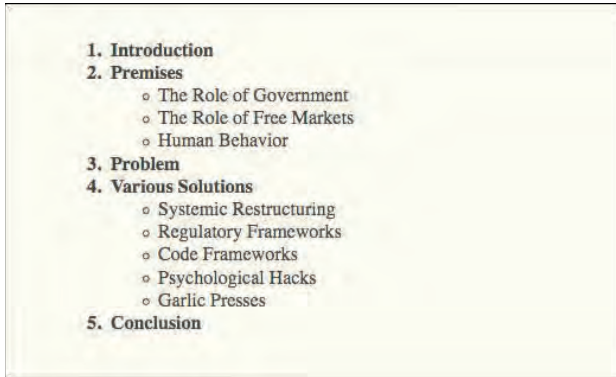 1. Introduction
2. Premises
◦ The Role of Government
◦ The Role of Free Markets
◦ Human Behavior
3. Problem
4. Various Solutions
◦ Systemic Restructuring
◦ Regulatory Frameworks
◦ Code Frameworks
◦ Psychological Hacks
◦ Garlic Presses
5. Conclusion